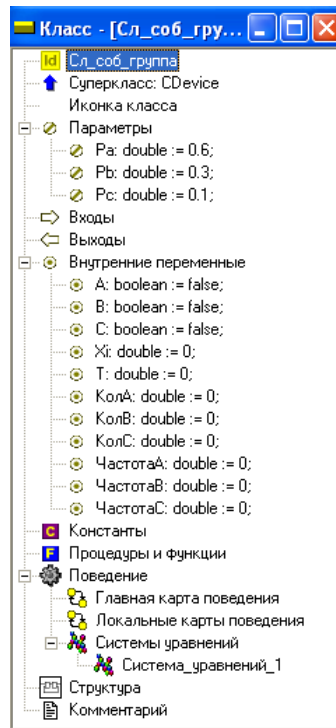 Класс - [Сл_соб_гру...
Id Сл_соб_группа
Суперкласс: CDevice
Иконка класса
Параметры
Pa: double := 0.6;
Pb: double := 0.3;
Pc: double := 0.1;
Входы
Выходы
Внутренние переменные
A: boolean := false;
B: boolean := false;
C: boolean := false;
Xi: double := 0;
T: double := 0;
КолА: double := 0;
КолВ: double := 0;
КолС: double := 0;
ЧастотаА: double := 0;
ЧастотаВ: double := 0;
ЧастотаС: double := 0;
C Константы
F Процедуры и функции
Поведение
Главная карта поведения
Локальные карты поведения
Системы уравнений
Система_уравнений_1
Структура
Комментарий